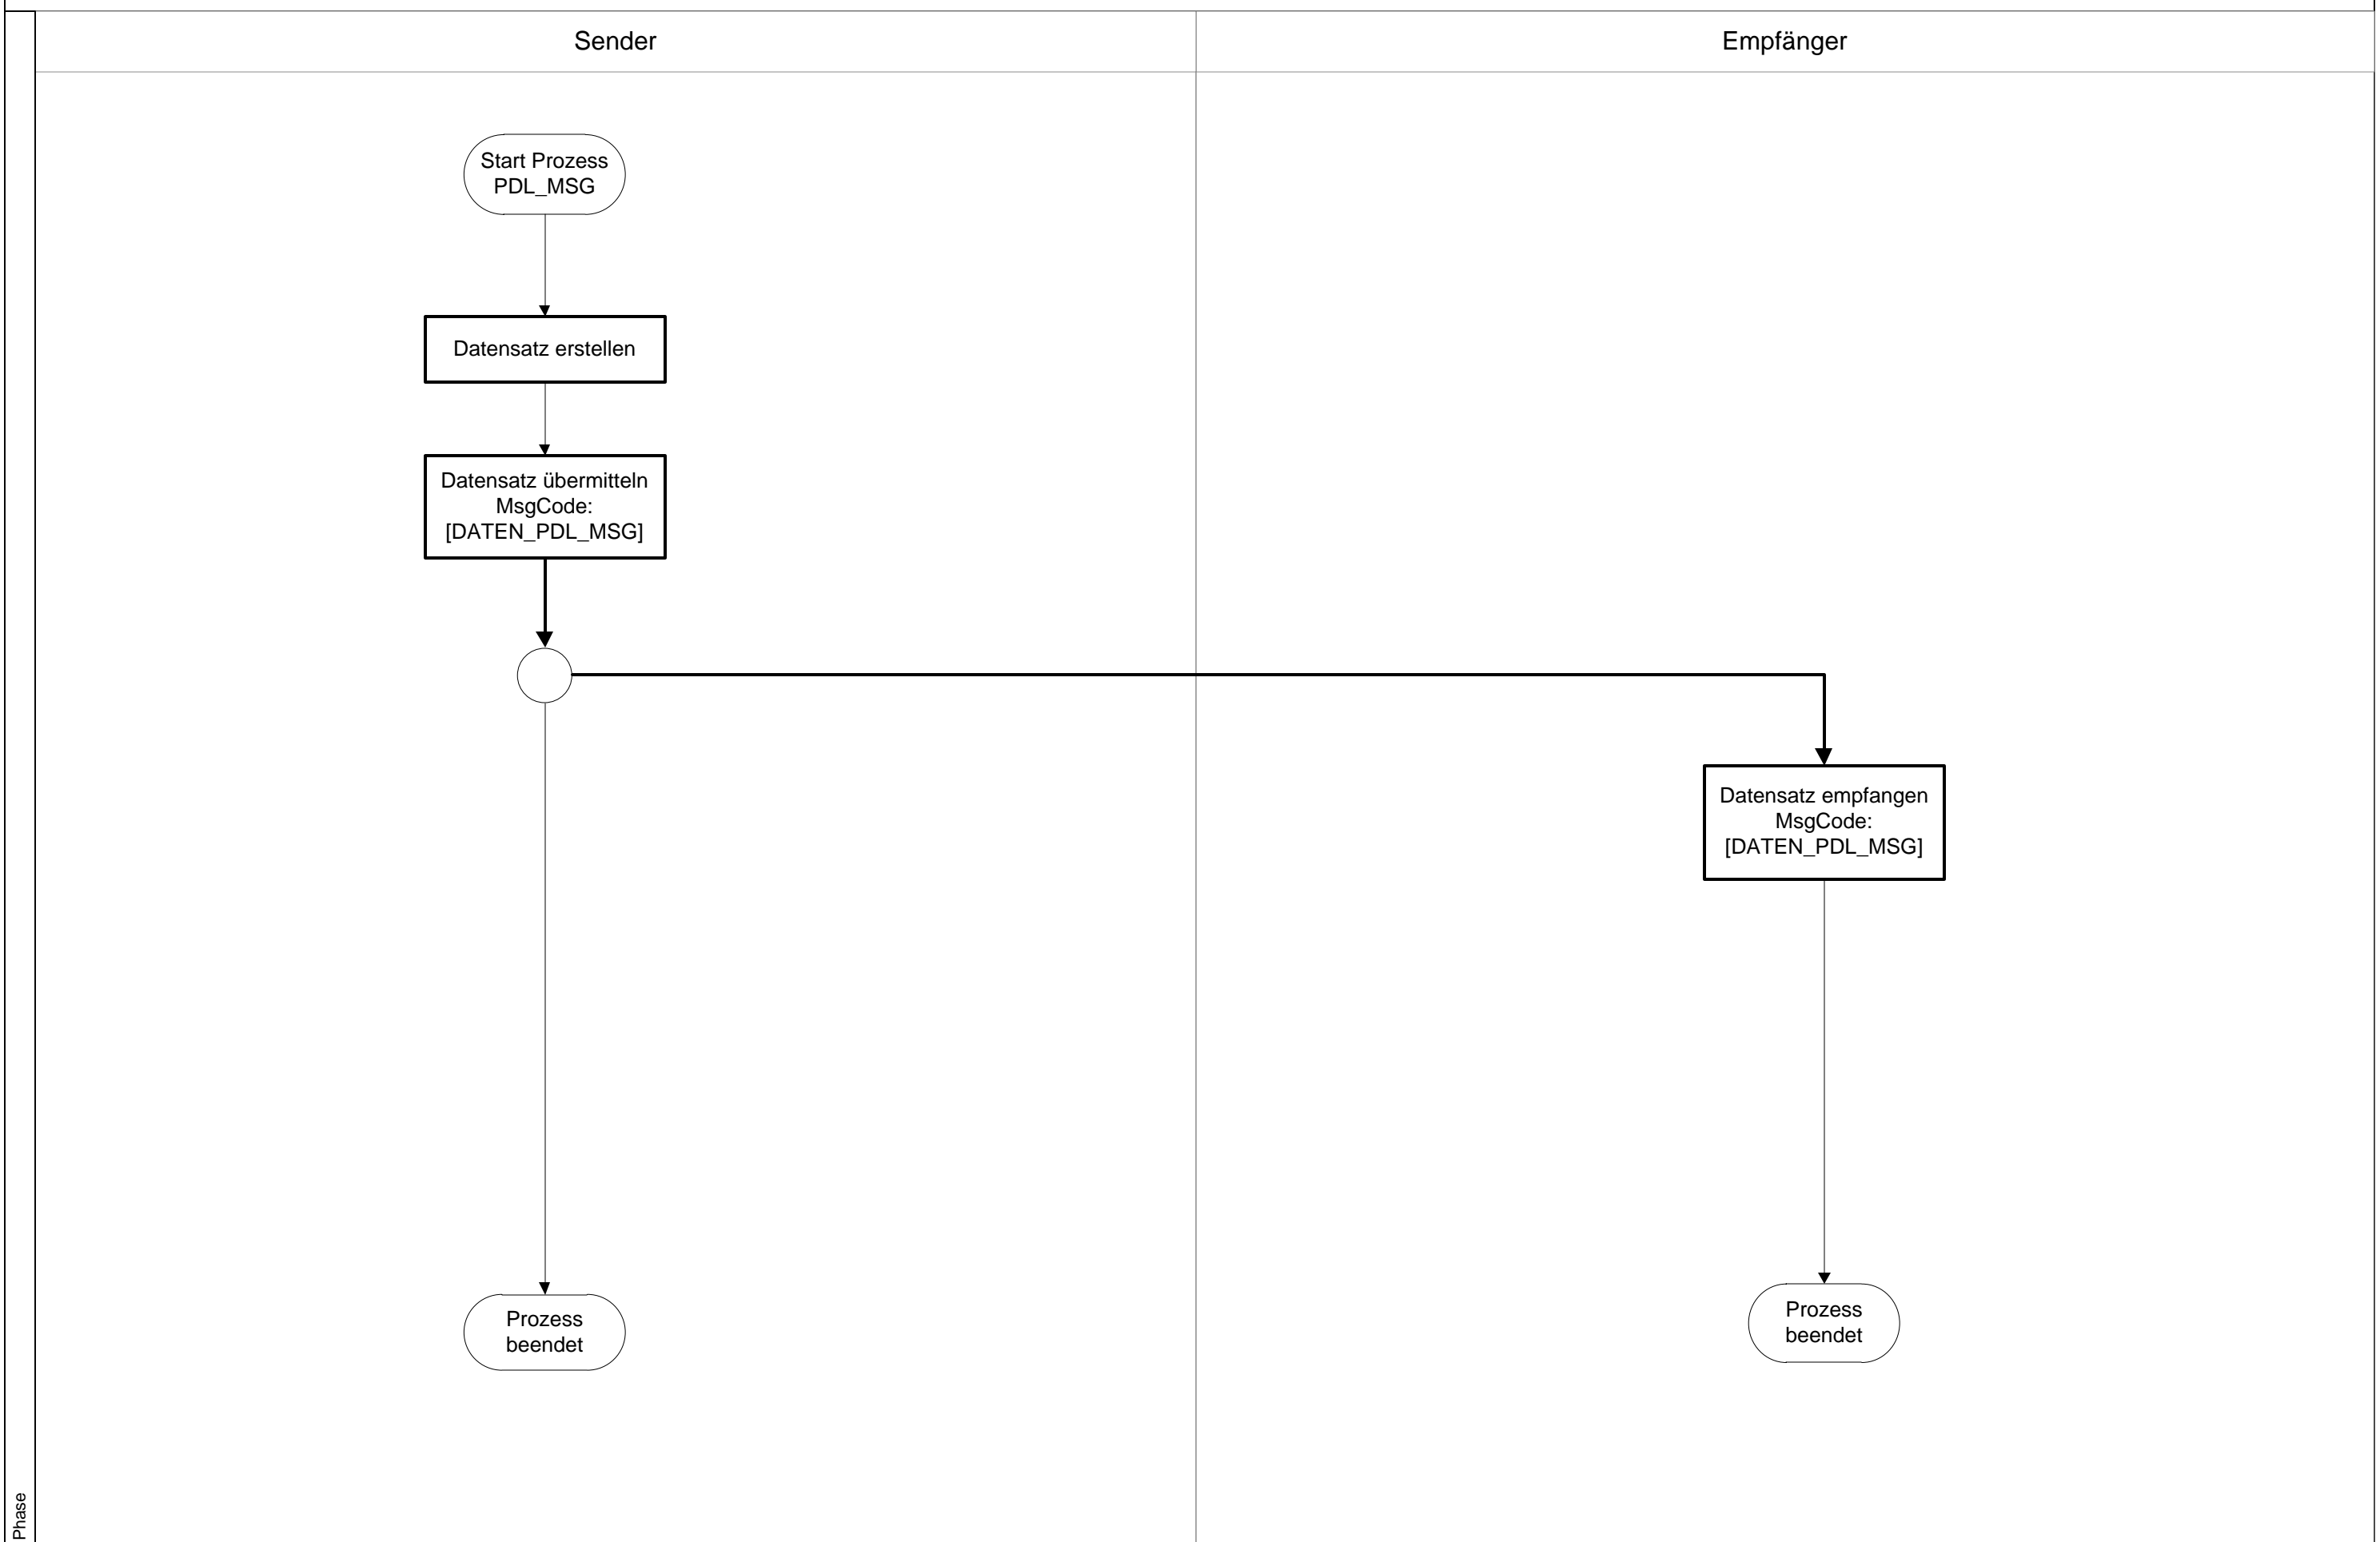 Sender
Empfänger
Start Prozess
PDL_MSG
Datensatz erstellen
Datensatz übermitteln
MsgCode:
[DATEN_PDL_MSG]
Datensatz empfangen
MsgCode:
[DATEN_PDL_MSG]
Prozess
beendet
Prozess
beendet
Phase